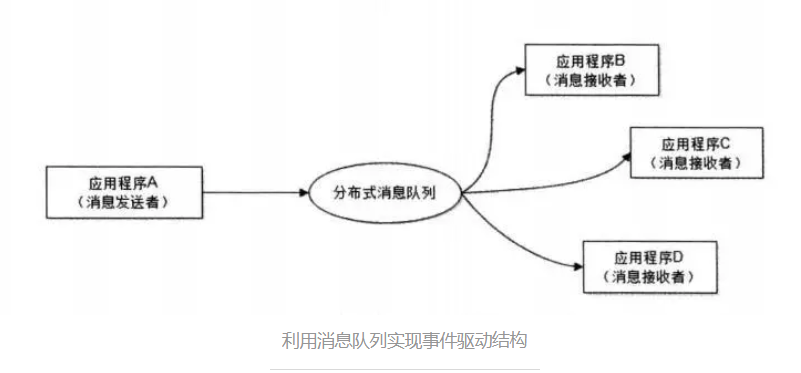 应用程序B
（消息接收者）
应用程序C
（消息接收者）
应用程序A
（消息发送者）
分布式消息队列
应用程序D
（消息接收者）
利用消息队列实现事件驱动结构